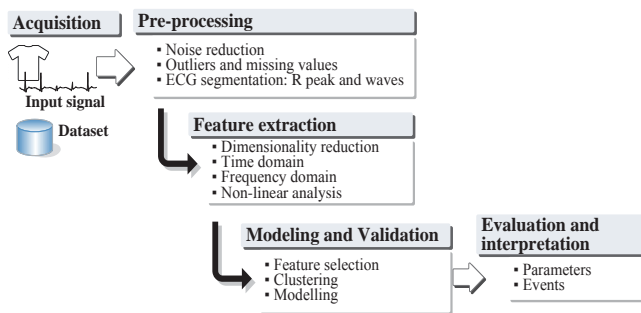 Acquisition
Input signal
Dataset
Pre-processing
▪ Noise reduction
▪ Outliers and missing values
▪ ECG segmentation: R peak and waves
Feature extraction
▪ Dimensionality reduction
▪ Time domain
▪ Frequency domain
▪ Non-linear analysis
Modeling and Validation
▪ Feature selection
▪ Clustering
▪ Modelling
Evaluation and
interpretation
▪ Parameters
▪ Events